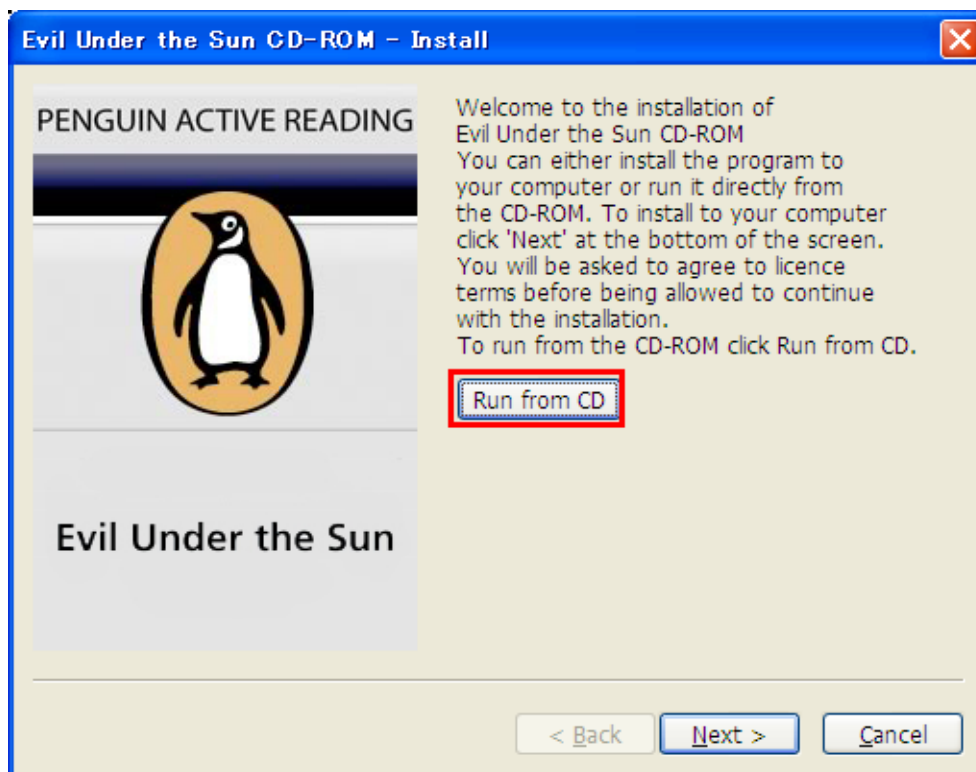 Evil Under the Sun CD-ROM - Install
PENGUIN ACTIVE READING
Evil Under the Sun
Welcome to the installation of
Evil Under the Sun CD-ROM
You can either install the program to
your computer or run it directly from
the CD-ROM. To install to your computer
click 'Next' at the bottom of the screen.
You will be asked to agree to licence
terms before being allowed to continue
with the installation.
To run from the CD-ROM click Run from CD.
Run from CD
< Back
Next >
Cancel